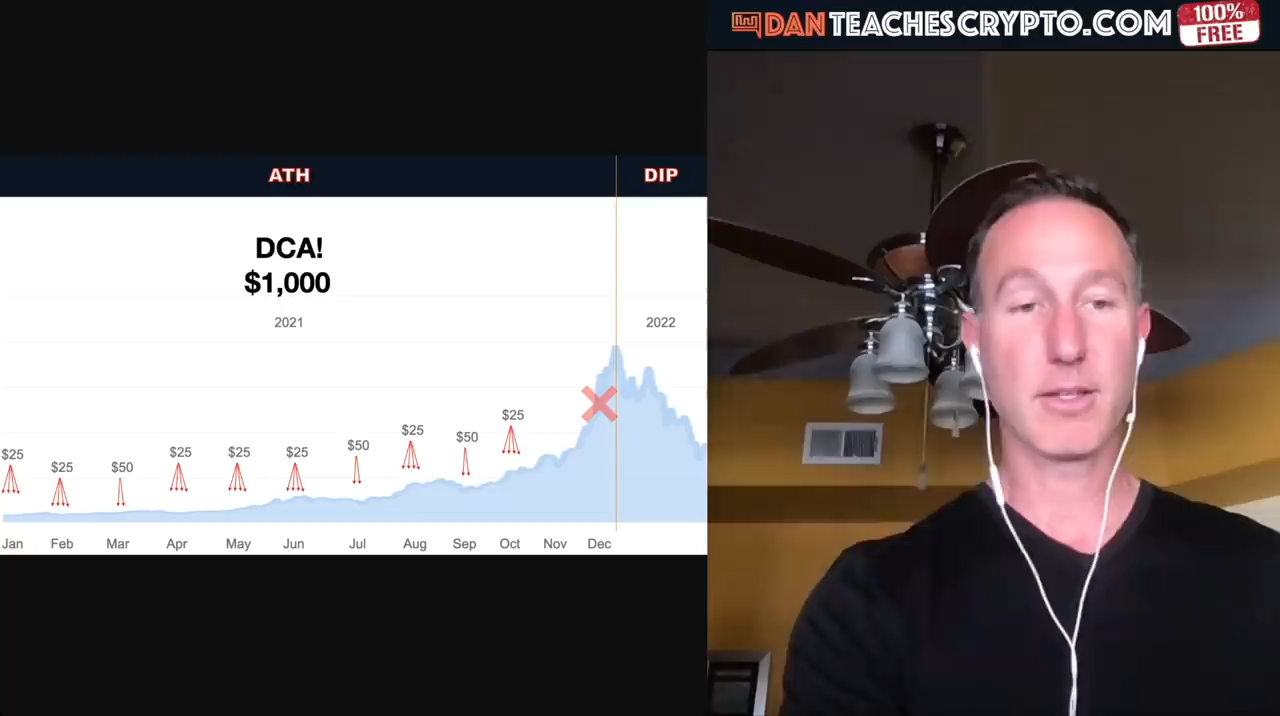 DANTEACHESCRYPTO.COM
100%
FREE
ATH
DIP
DCA!
$1,000
2021
2022
$25
$25
$50
$25
$25
$25
$50
$25
$50
$25
Jan Feb Mar Apr May Jun Jul Aug Sep Oct Nov Dec